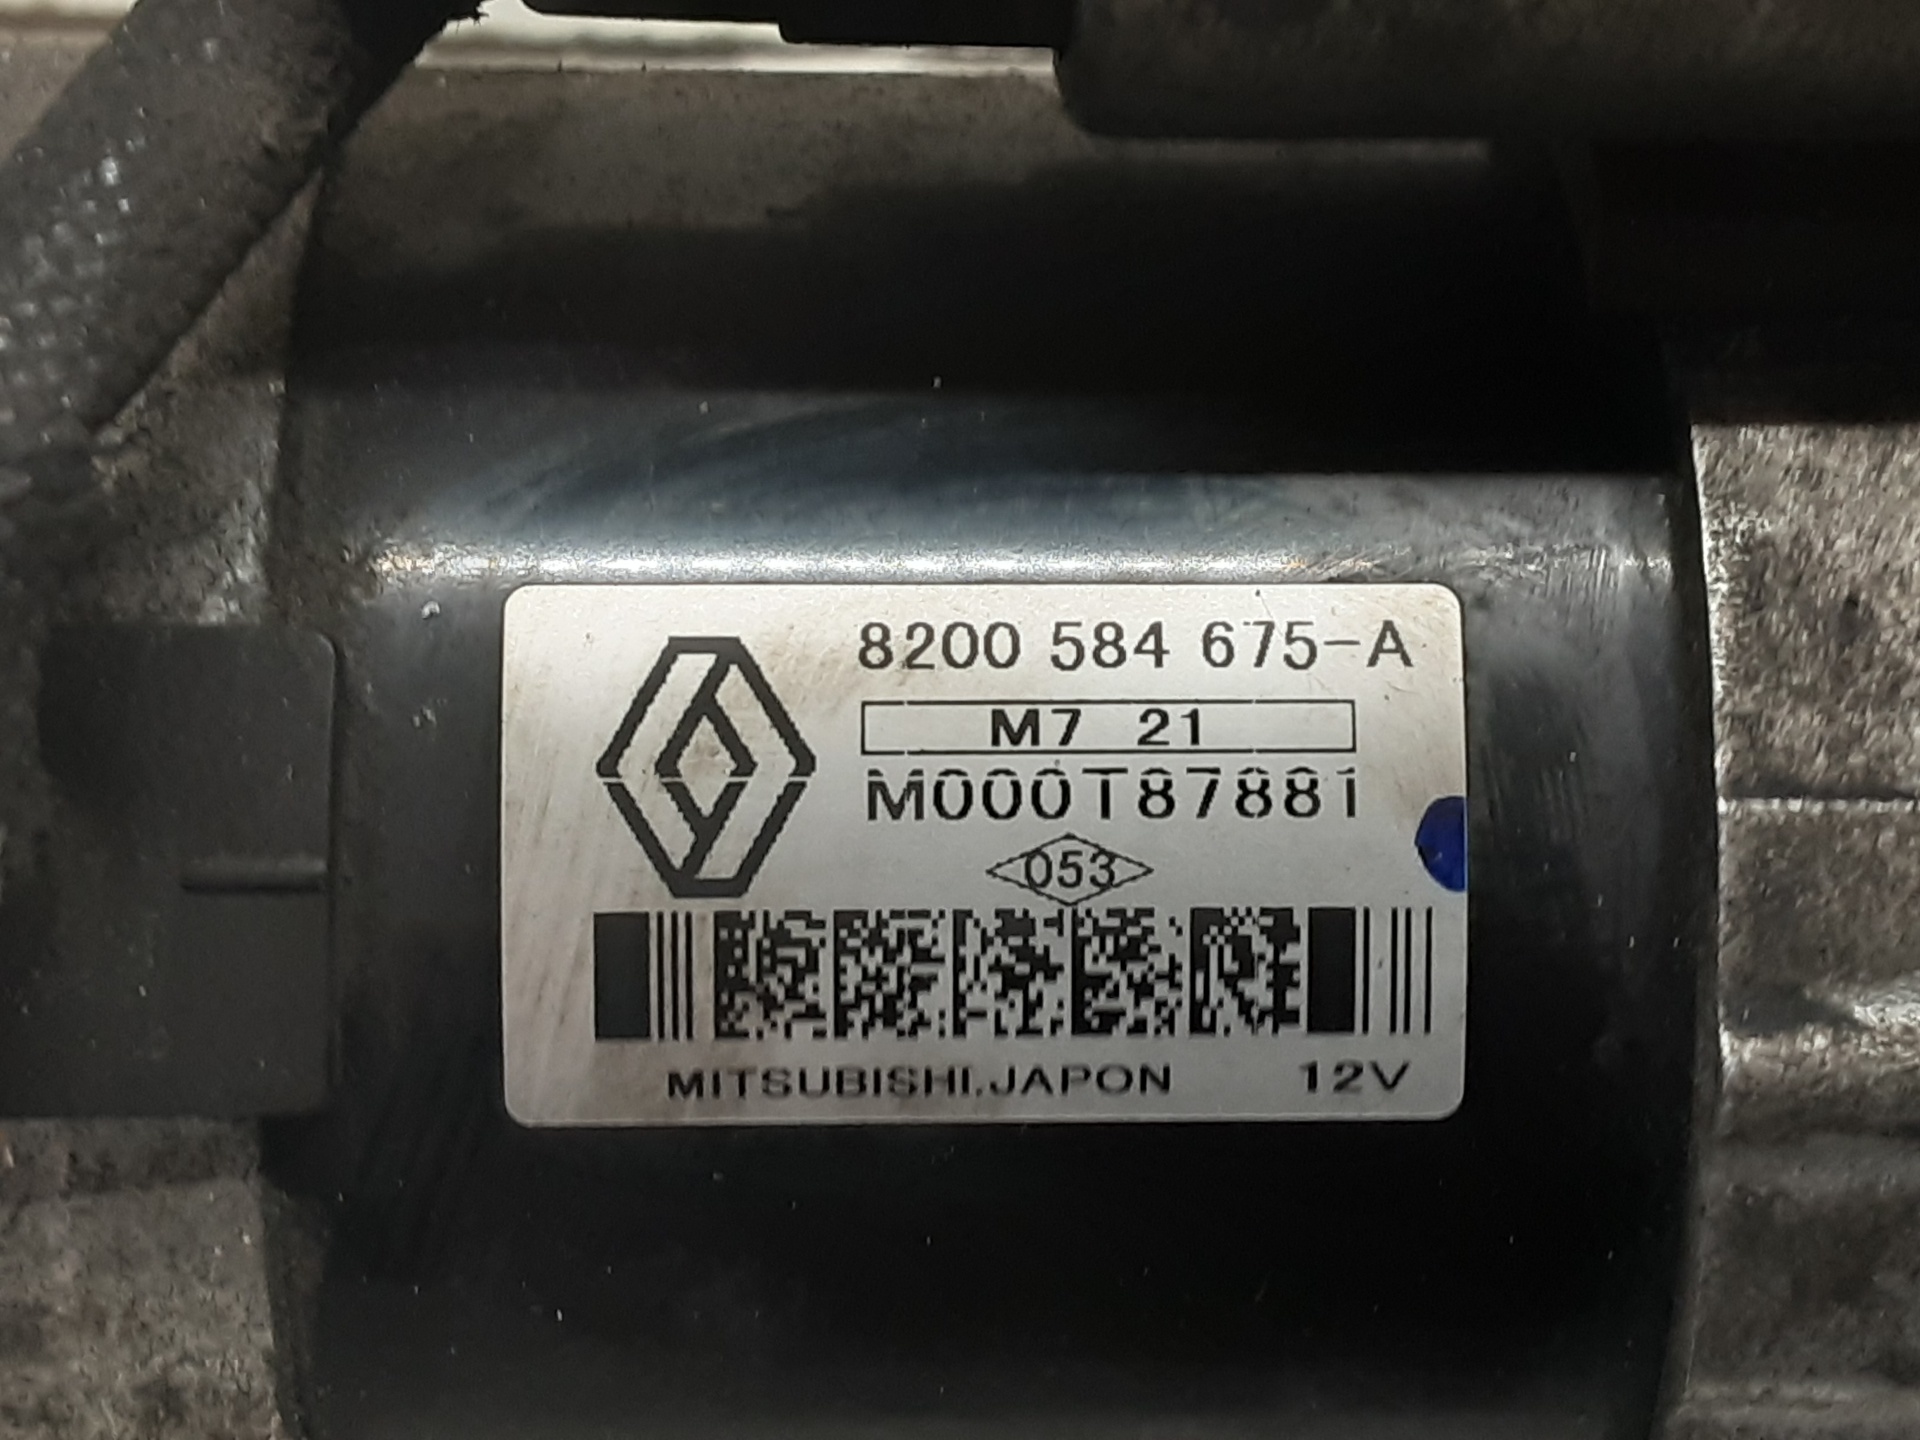 8200 584 675-A
M7 21
M000T87881
053
MITSUBISHI.JAPON 12V